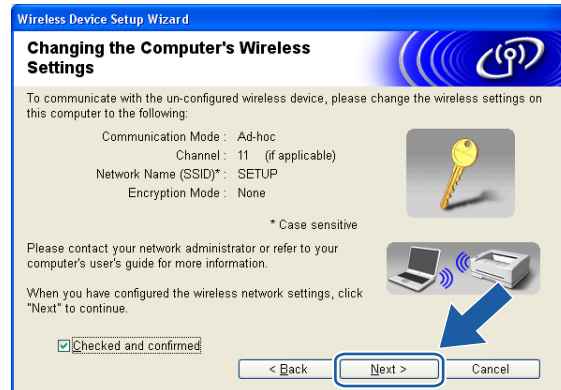 Wireless Device Setup Wizard
Changing the Computer's Wireless
Settings
To communicate with the un-configured wireless device, please change the wireless settings on
this computer to the following:
Communication Mode : Ad-hoc
Channel : 11 (if applicable)
Network Name (SSID)* : SETUP
Encryption Mode : None
* Case sensitive
Please contact your network administrator or refer to your
computer's user's guide for more information.
When you have configured the wireless network settings, click
"Next" to continue.
Checked and confirmed
< Back Next > Cancel